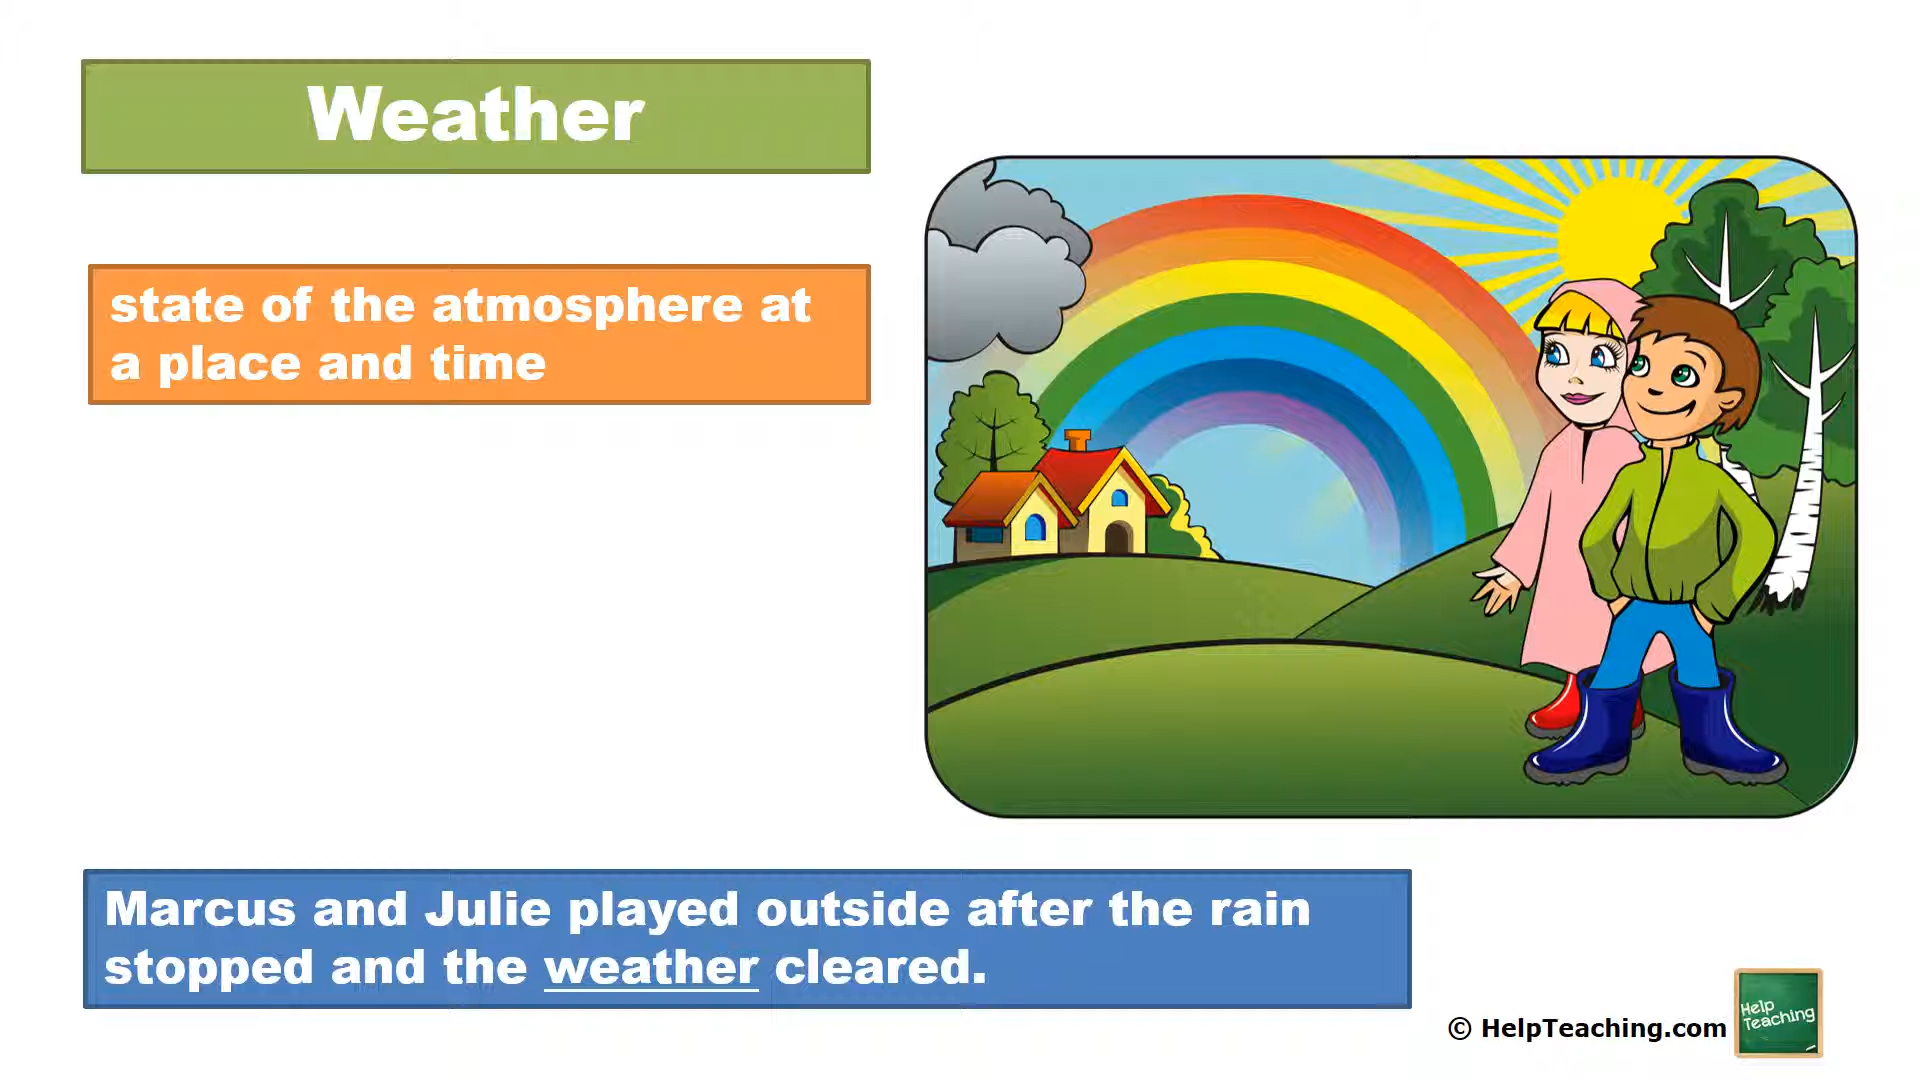 Weather
state of the atmosphere at
a place and time
Marcus and Julie played outside after the rain
stopped and the weather cleared.
© HelpTeaching.com
Help
Teaching